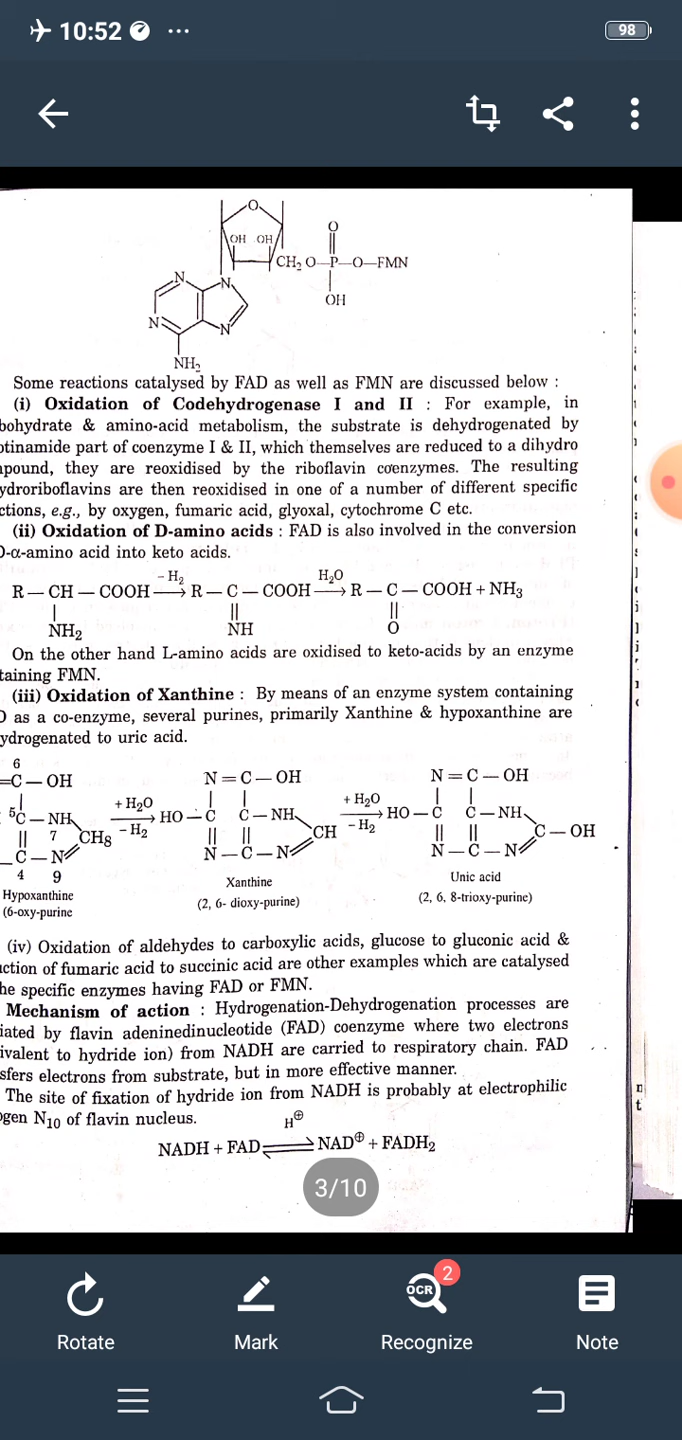 10:52
98
O
OH OH
O
CH₂ O—P—O—FMN
OH
N
N
N
N
NH₂
Some reactions catalysed by FAD as well as FMN are discussed below :
(i) Oxidation of Codehydrogenase I and II : For example, in
bohydrate & amino-acid metabolism, the substrate is dehydrogenated by
otinamide part of coenzyme I & II, which themselves are reduced to a dihydro
npound, they are reoxidised by the riboflavin coenzymes. The resulting
ydroriboflavins are then reoxidised in one of a number of different specific
ctions, e.g., by oxygen, fumaric acid, glyoxal, cytochrome C etc.
(ii) Oxidation of D-amino acids : FAD is also involved in the conversion
D-α-amino acid into keto acids.
– H₂ H₂O
R — CH — COOH ⟶ R — C — COOH ⟶ R — C — COOH + NH₃
| || ||
NH₂ NH O
On the other hand L-amino acids are oxidised to keto-acids by an enzyme
taining FMN.
(iii) Oxidation of Xanthine : By means of an enzyme system containing
D as a co-enzyme, several purines, primarily Xanthine & hypoxanthine are
ydrogenated to uric acid.
6
=C — OH N = C — OH N = C — OH
⁵C — NH +H₂O HO — C C — NH +H₂O HO — C C — NH
|| 7 CH8 – H₂ || || CH – H₂ || || C — OH
C — N N — C — N N — C — N
4 9
Hypoxanthine Xanthine Unic acid
(6-oxy-purine (2, 6- dioxy-purine) (2, 6, 8-trioxy-purine)
(iv) Oxidation of aldehydes to carboxylic acids, glucose to gluconic acid &
uction of fumaric acid to succinic acid are other examples which are catalysed
he specific enzymes having FAD or FMN.
Mechanism of action : Hydrogenation-Dehydrogenation processes are
iated by flavin adeninedinucleotide (FAD) coenzyme where two electrons
ivalent to hydride ion) from NADH are carried to respiratory chain. FAD
sfers electrons from substrate, but in more effective manner.
The site of fixation of hydride ion from NADH is probably at electrophilic
ogen N₁₀ of flavin nucleus.
H⊕
NADH + FAD ⇌ NAD⊕ + FADH₂
3/10
2
OCR
Rotate Mark Recognize Note